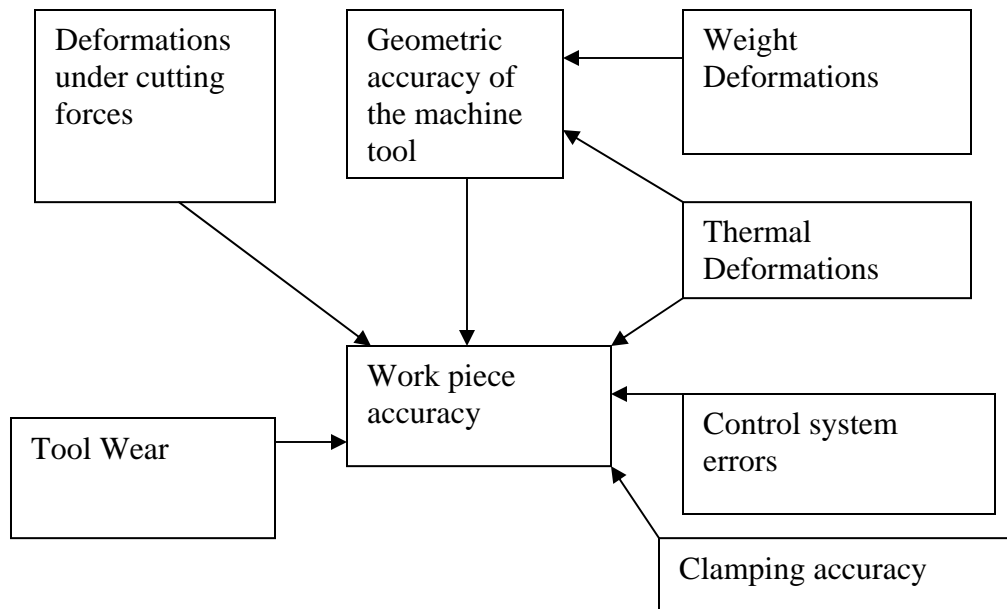 Deformations
under cutting
forces
Geometric
accuracy of
the machine
tool
Weight
Deformations
Thermal
Deformations
Work piece
accuracy
Tool Wear
Control system
errors
Clamping accuracy